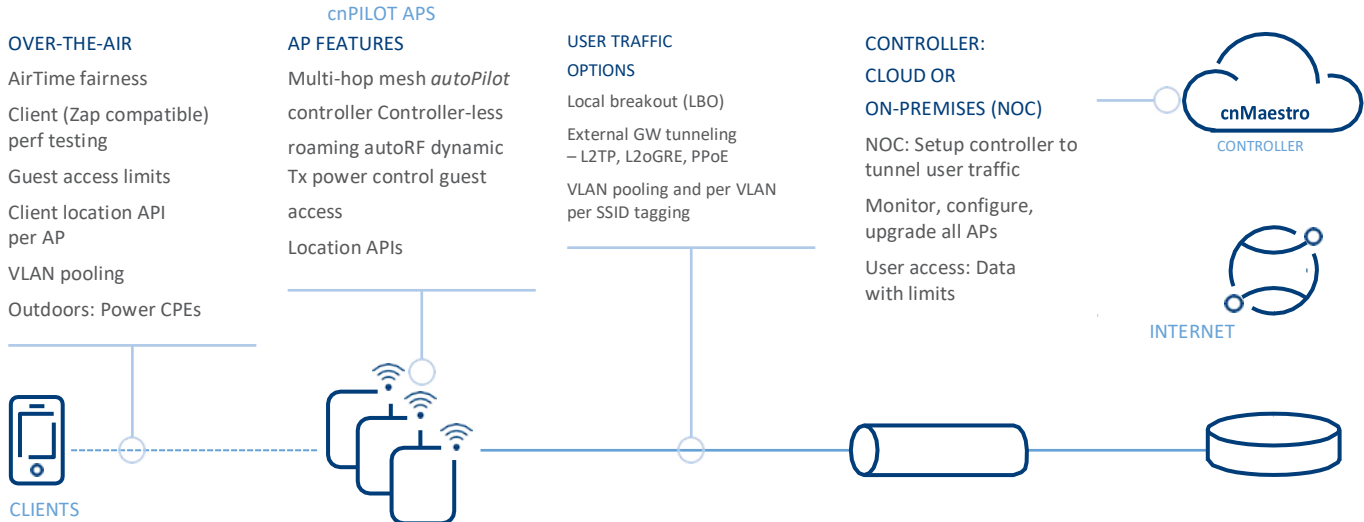 cnPILOT APS
OVER-THE-AIR
AirTime fairness
Client (Zap compatible)
perf testing
Guest access limits
Client location API
per AP
VLAN pooling
Outdoors: Power CPEs
AP FEATURES
Multi-hop mesh autoPilot
controller Controller-less
roaming autoRF dynamic
Tx power control guest
access
Location APIs
USER TRAFFIC
OPTIONS
Local breakout (LBO)
External GW tunneling
– L2TP, L2oGRE, PPoE
VLAN pooling and per VLAN
per SSID tagging
CONTROLLER:
CLOUD OR
ON-PREMISES (NOC)
NOC: Setup controller to
tunnel user traffic
Monitor, configure,
upgrade all APs
User access: Data
with limits
cnMaestro
CONTROLLER
INTERNET
CLIENTS